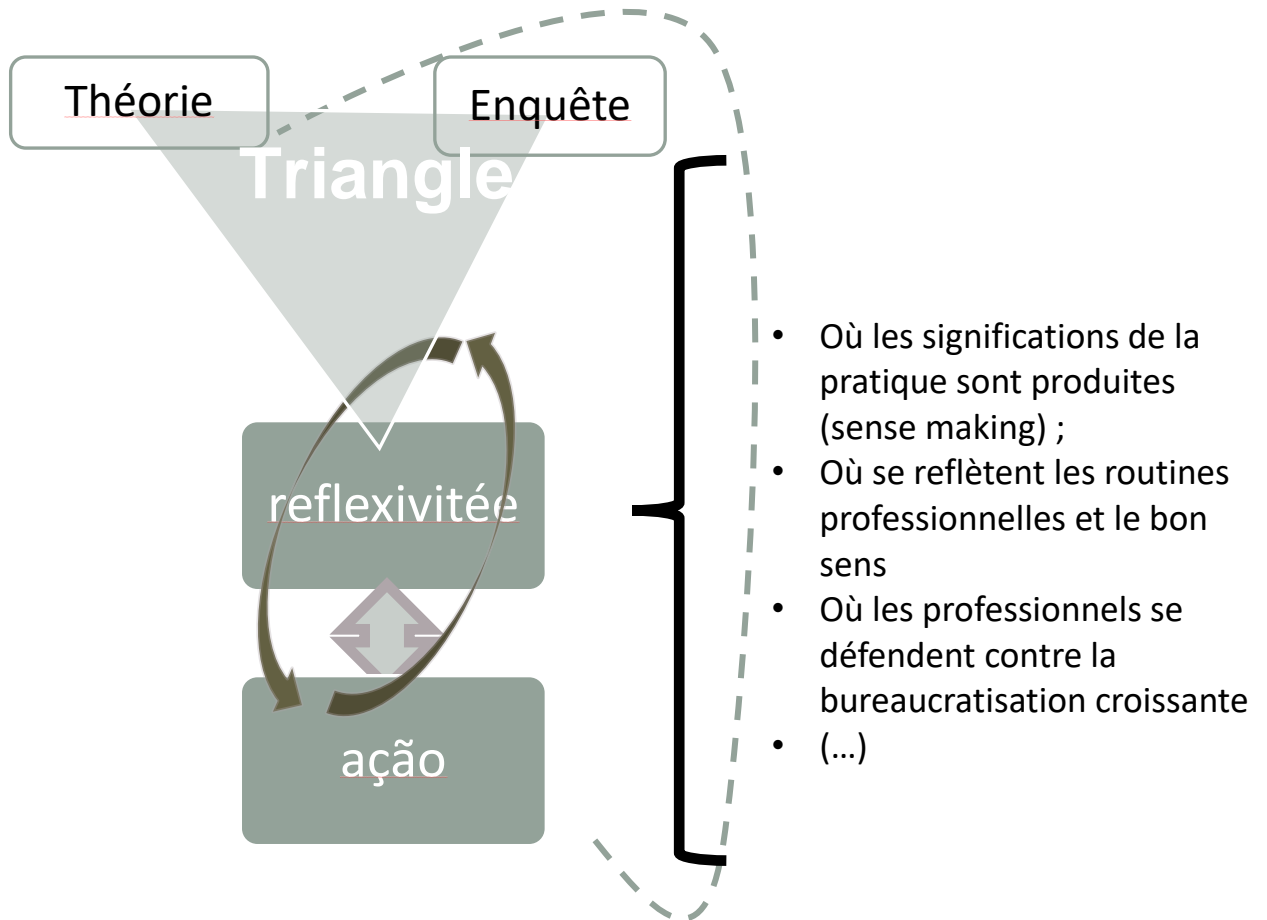 Théorie
Enquête
Triangle
reflexivitée
ação
• Où les significations de la
pratique sont produites
(sense making) ;
• Où se reflètent les routines
professionnelles et le bon
sens
• Où les professionnels se
défendent contre la
bureaucratisation croissante
• (...)